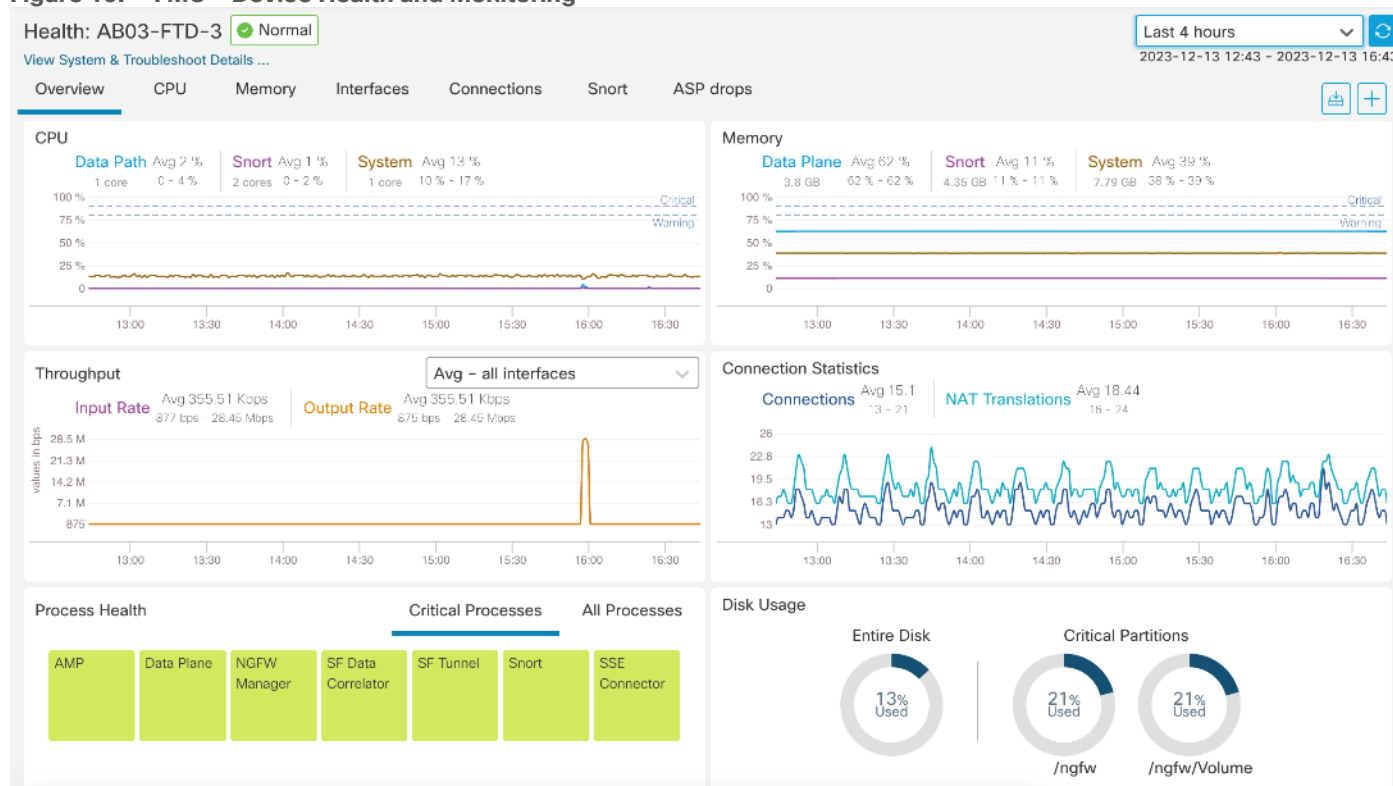 Health: AB03-FTD-3 Normal
View System & Troubleshoot Details ...
Last 4 hours
2023-12-13 12:43 - 2023-12-13 16:43
Overview CPU Memory Interfaces Connections Snort ASP drops
CPU
Data Path Avg 2 % Snort Avg 1 % System Avg 13 %
1 core 0 - 4 % 2 cores 0 - 2 % 1 core 10 % - 17 %
100 %
Critical
75 %
Warning
50 %
25 %
0
13:00 13:30 14:00 14:30 15:00 15:30 16:00 16:30
Memory
Data Plane Avg 62 % Snort Avg 11 % System Avg 39 %
3.8 GB 62 % - 62 % 4.35 GB 11 % - 11 % 7.79 GB 38 % - 39 %
100 %
Critical
75 %
Warning
50 %
25 %
0
13:00 13:30 14:00 14:30 15:00 15:30 16:00 16:30
Throughput
Avg – all interfaces
Input Rate Avg 355.51 Kbps Output Rate Avg 355.51 Kbps
877 bps - 28.45 Mbps 875 bps - 28.45 Mbps
values in bps
28.5 M
21.3 M
14.2 M
7.1 M
875
13:00 13:30 14:00 14:30 15:00 15:30 16:00 16:30
Connection Statistics
Connections Avg 15.1 NAT Translations Avg 18.44
13 - 21 16 - 24
26
22.8
19.5
16.3
13
13:00 13:30 14:00 14:30 15:00 15:30 16:00 16:30
Process Health Critical Processes All Processes
AMP
Data Plane
NGFW
Manager
SF Data
Correlator
SF Tunnel
Snort
SSE
Connector
Disk Usage
Entire Disk Critical Partitions
13%
Used
21%
Used
21%
Used
/ngfw /ngfw/Volume